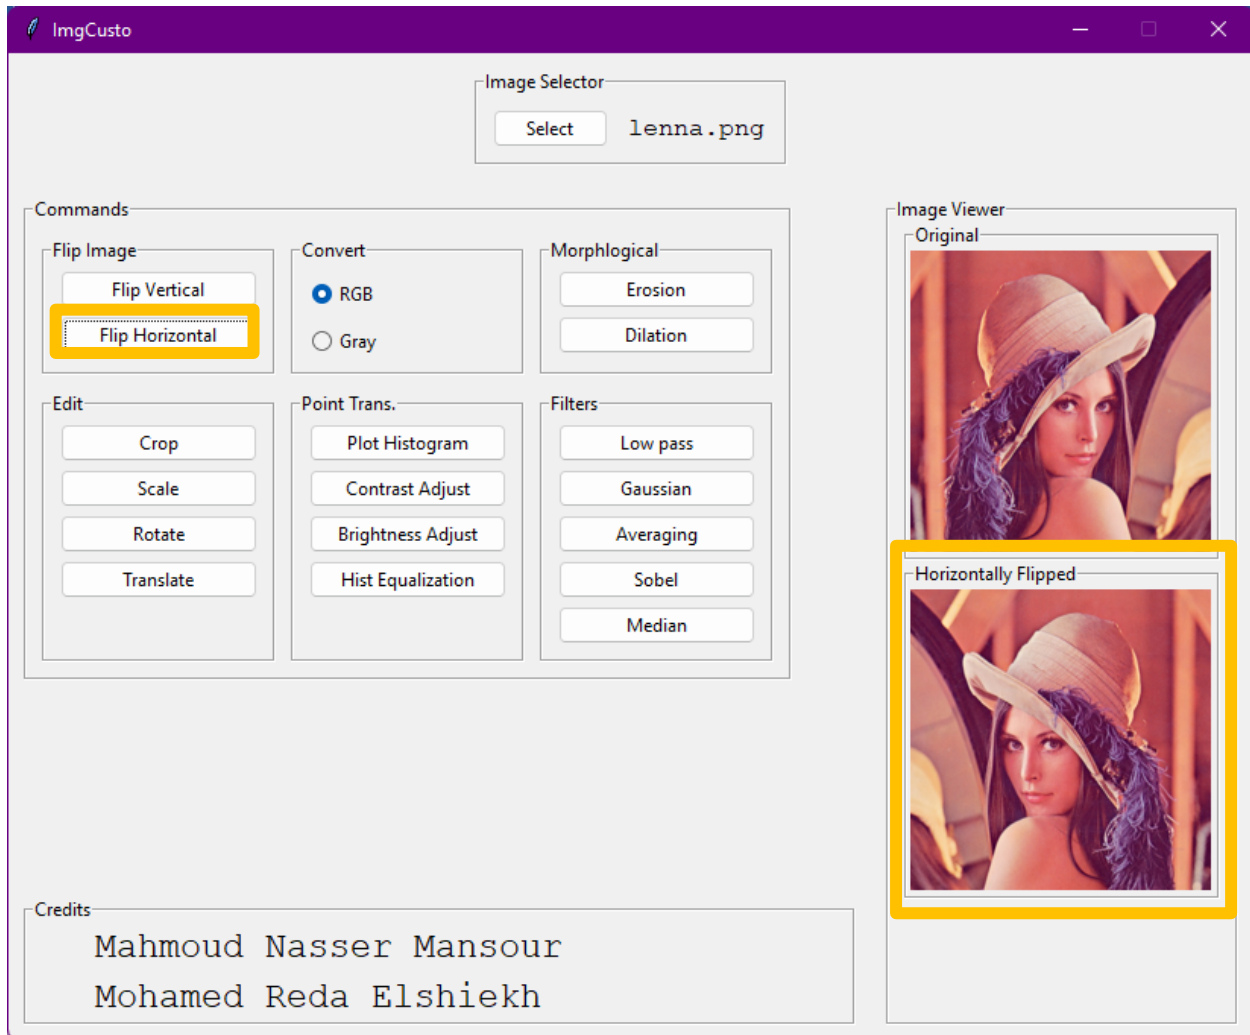 ImgCusto
Image Selector
Select lenna.png
Commands
Flip Image
Flip Vertical
Flip Horizontal
Convert
RGB
Gray
Morphlogical
Erosion
Dilation
Edit
Crop
Scale
Rotate
Translate
Point Trans.
Plot Histogram
Contrast Adjust
Brightness Adjust
Hist Equalization
Filters
Low pass
Gaussian
Averaging
Sobel
Median
Image Viewer
Original
Horizontally Flipped
Credits
Mahmoud Nasser Mansour
Mohamed Reda Elshiekh